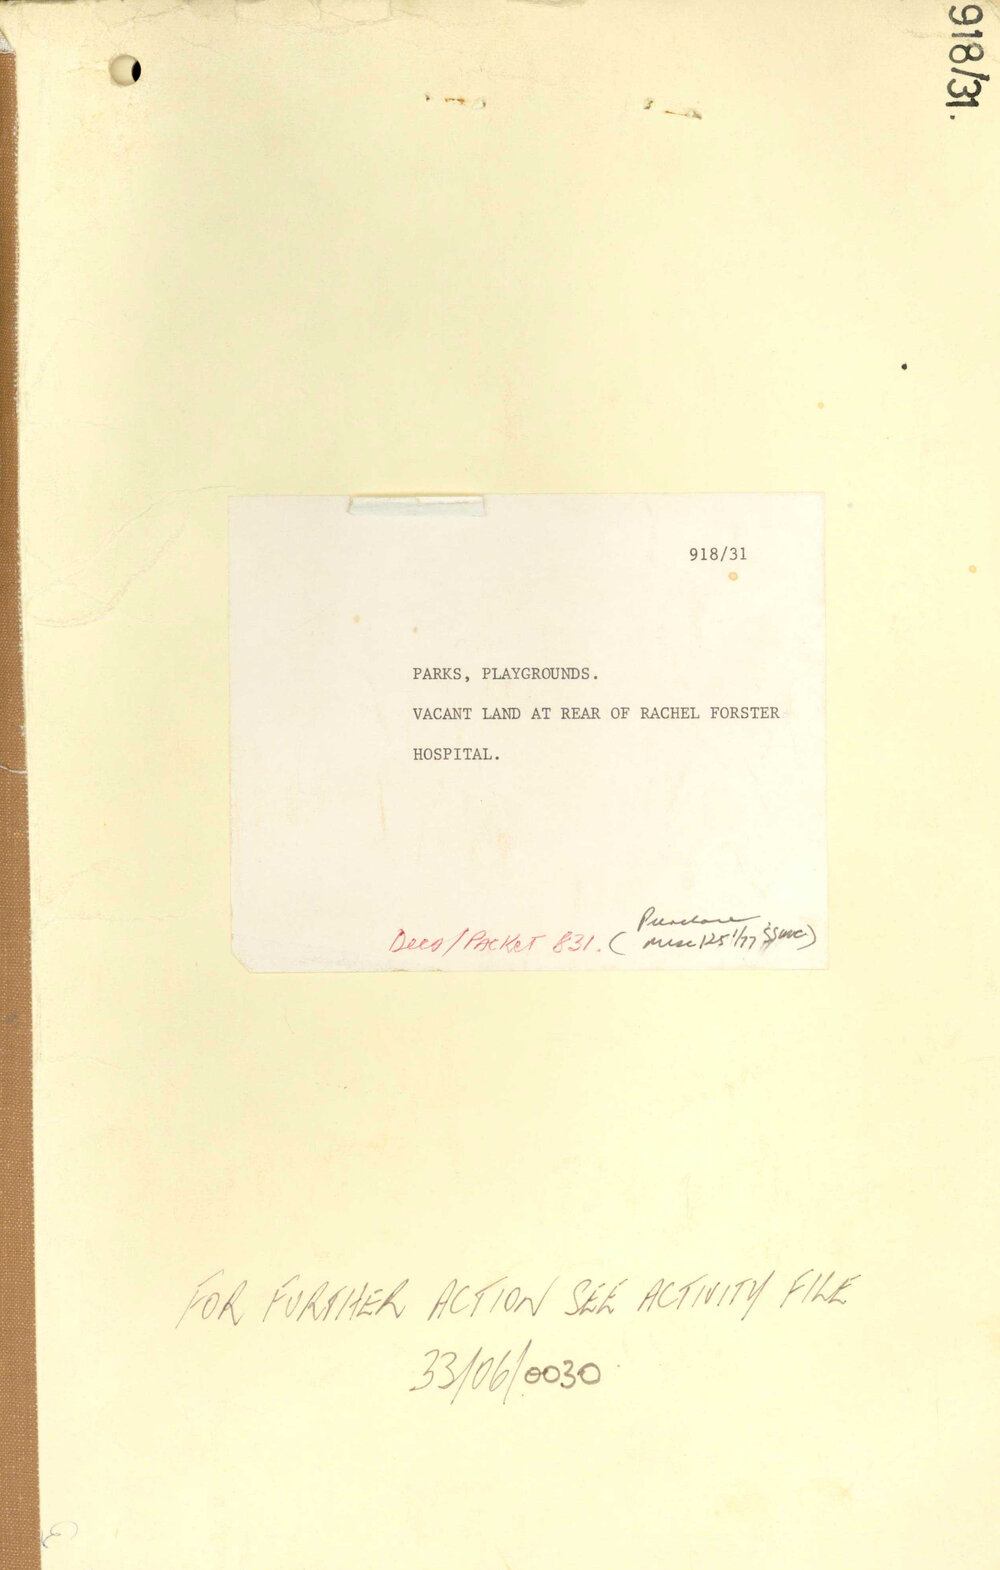 918/31.
918/31
PARKS, PLAYGROUNDS.
VACANT LAND AT REAR OF RACHEL FORSTER
HOSPITAL.
Purchase
Deed/Packet 831. (
FOR FURTHER ACTION SEE ACTIVITY FILE
33/06/0030